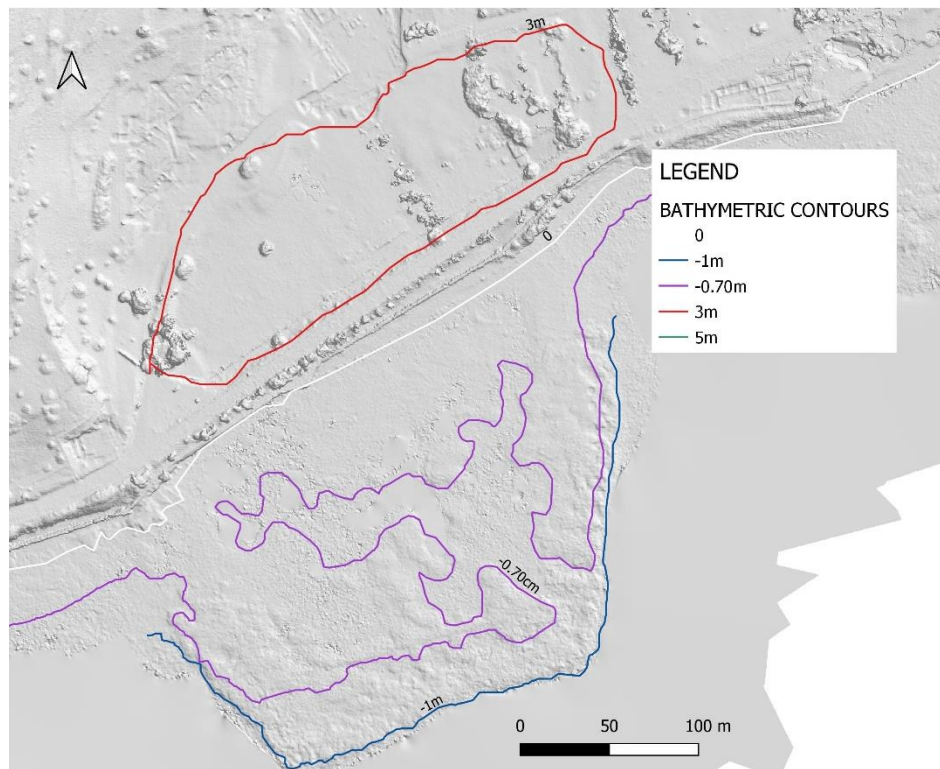 3m
LEGEND
BATHYMETRIC CONTOURS
0
-1m
-0.70m
3m
5m
0
-0.70cm
-1m
0 50 100 m